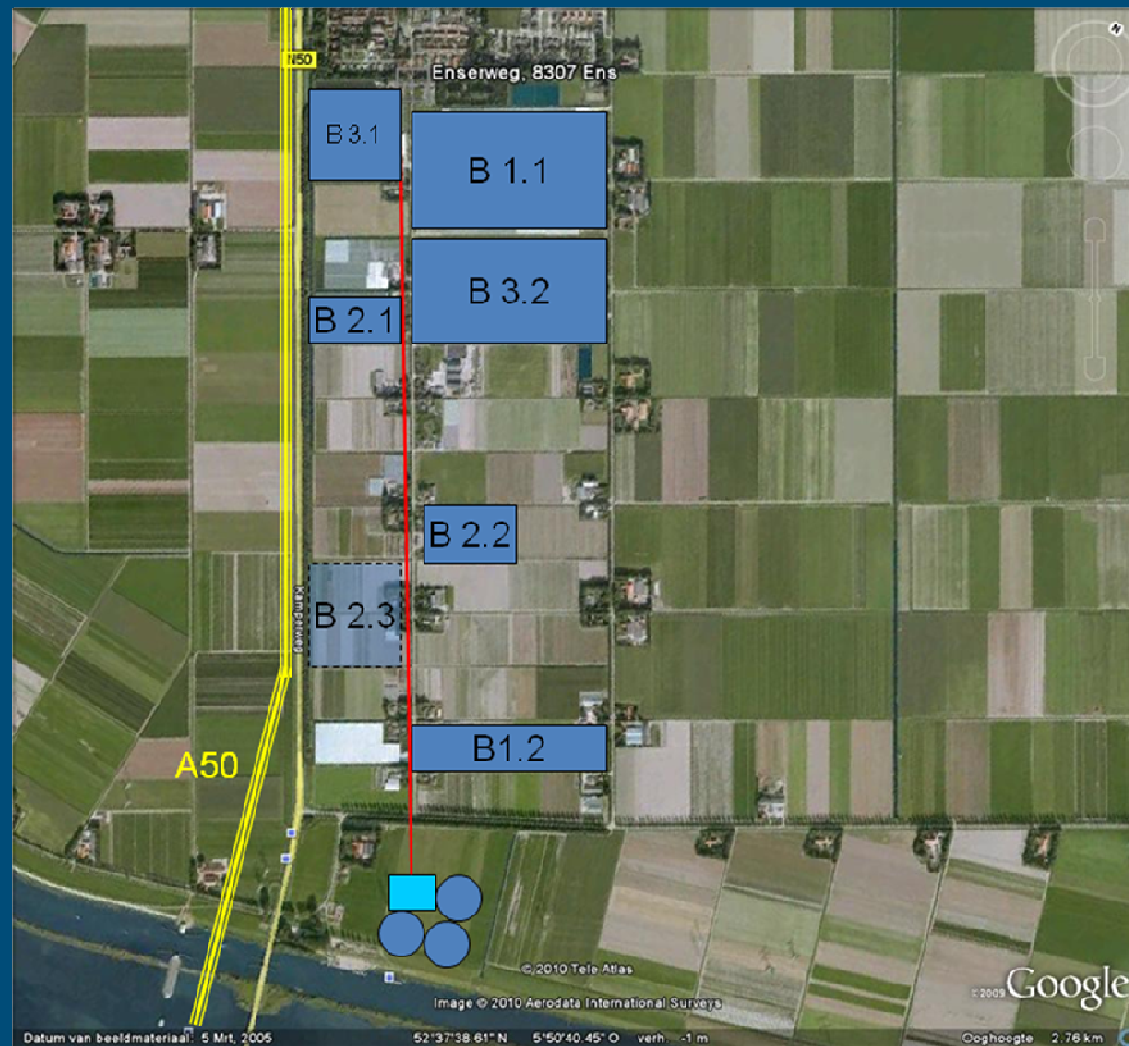 N50
Enserweg, 8307 Ens
B 3.1
B 1.1
B 3.2
B 2.1
B 2.2
Kamperweg
B 2.3
B1.2
A50
© 2010 Tele Atlas
©2009 Google
Image © 2010 Aerodata International Surveys
Datum van beeldmateriaal: 5 Mrt, 2005 52°37'38.61" N 5°50'40.45" O verh. -1 m Ooghoogte 2.76 km
N